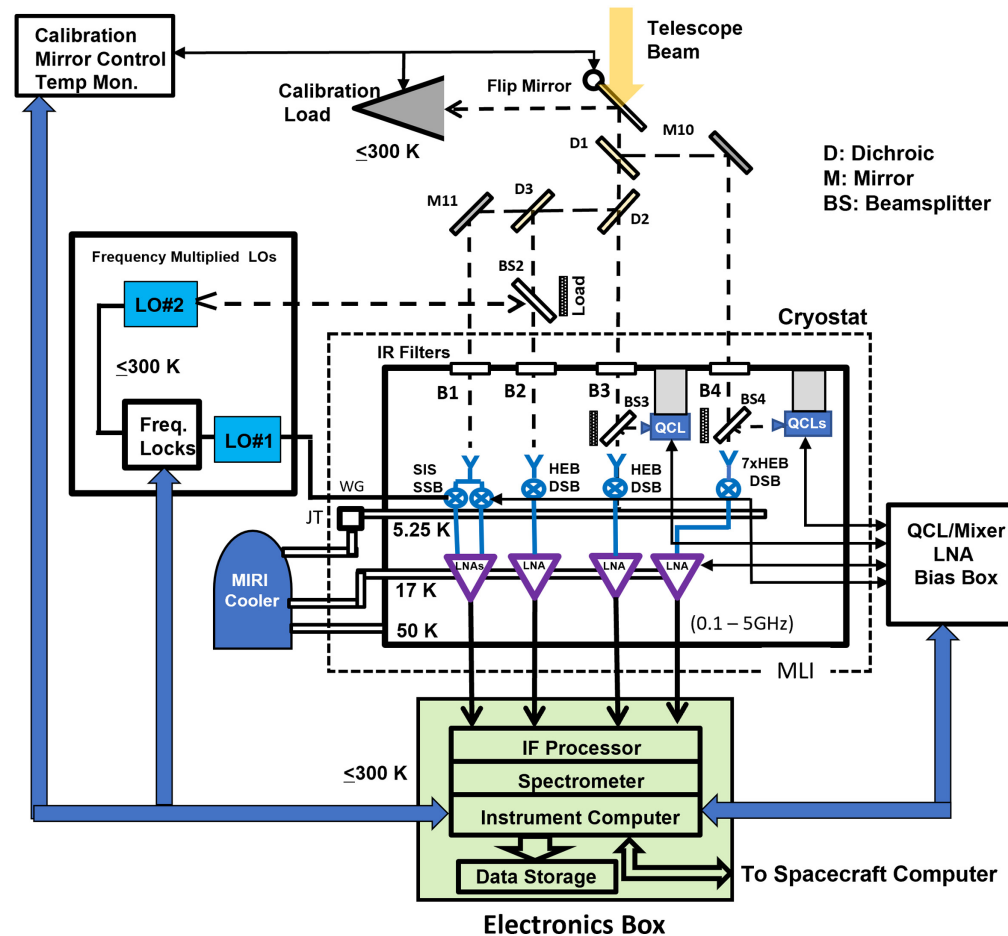 Calibration
Mirror Control
Temp Mon.
Telescope
Beam
Flip Mirror
Calibration
Load
≤300 K
D1
M10
D: Dichroic
M: Mirror
BS: Beamsplitter
M11
D3
D2
Frequency Multiplied LOs
LO#2
BS2
Load
≤300 K
Freq.
Locks
LO#1
Cryostat
IR Filters
B1
B2
B3
BS3
QCL
B4
BS4
QCLs
WG
SIS
SSB
HEB
DSB
HEB
DSB
7xHEB
DSB
JT
5.25 K
MIRI
Cooler
LNAs
LNA
LNA
LNA
17 K
50 K
(0.1 – 5GHz)
MLI
QCL/Mixer
LNA
Bias Box
≤300 K
IF Processor
Spectrometer
Instrument Computer
Data Storage
To Spacecraft Computer
Electronics Box